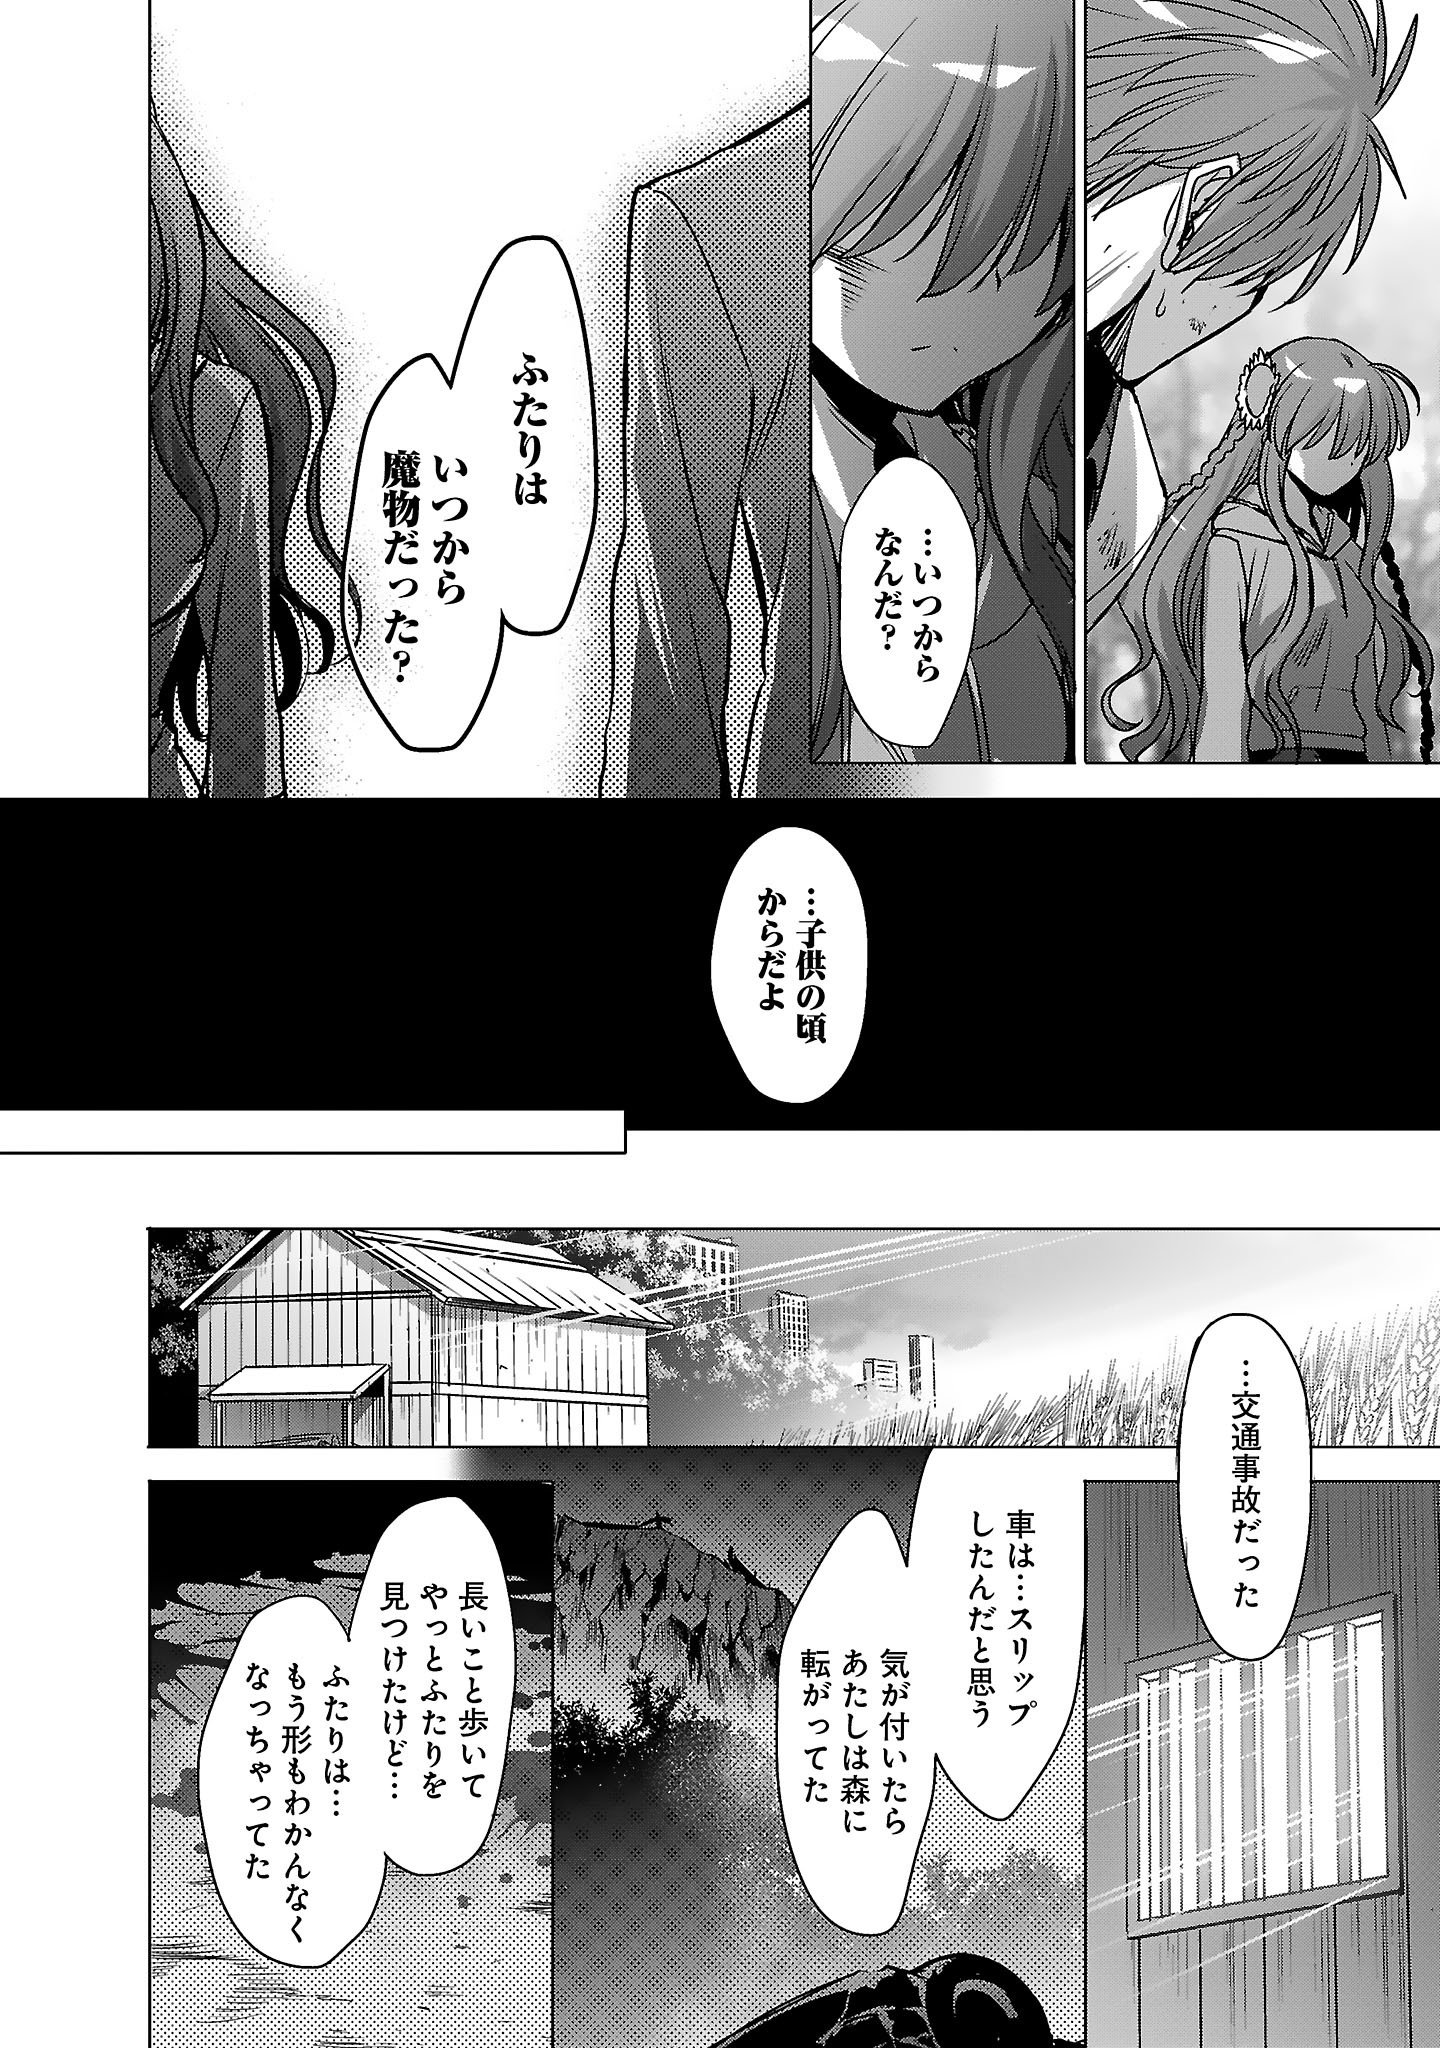 …いつから
なんだ?
ふたりは
いつから
魔物だった?
…子供の頃
からだよ
…交通事故だった
車は…スリップ
したんだと思う
気が付いたら
あたしは森に
転がってた
長いこと歩いて
やっとふたりを
見つけたけど…
ふたりは…
もう形もわかんなく
なっちゃってた